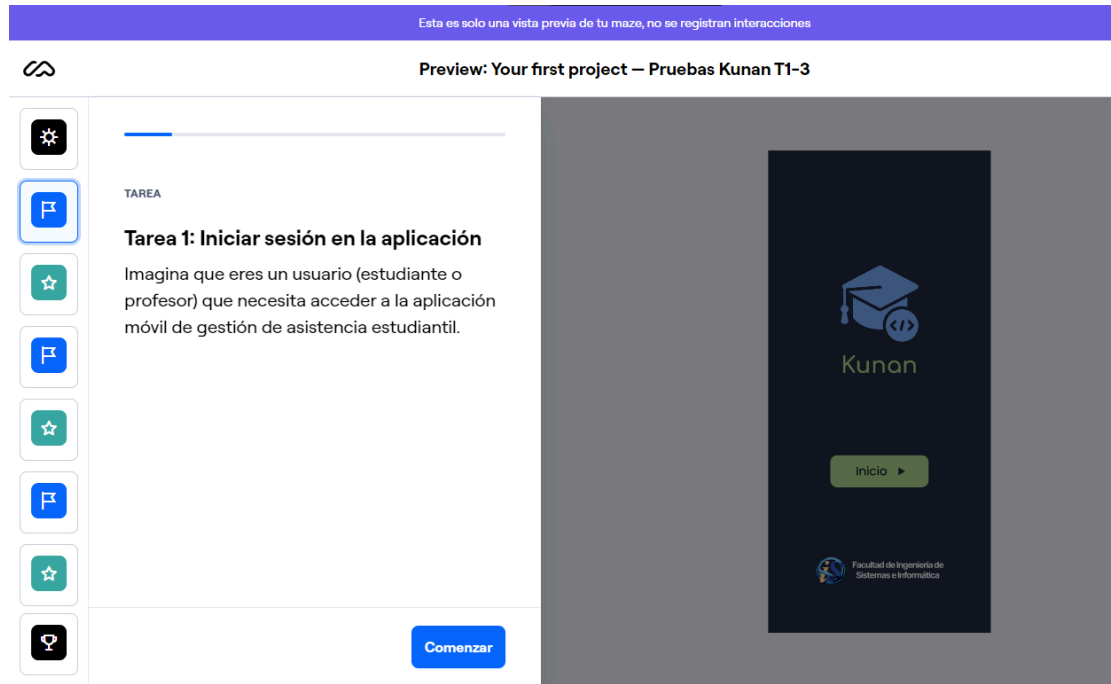 Esta es solo una vista previa de tu maze, no se registran interacciones
Preview: Your first project — Pruebas Kunan T1-3
TAREA
Tarea 1: Iniciar sesión en la aplicación
Imagina que eres un usuario (estudiante o
profesor) que necesita acceder a la aplicación
móvil de gestión de asistencia estudiantil.
Comenzar
</>
Kunan
Inicio
Facultad de Ingeniería de
Sistemas e Informática